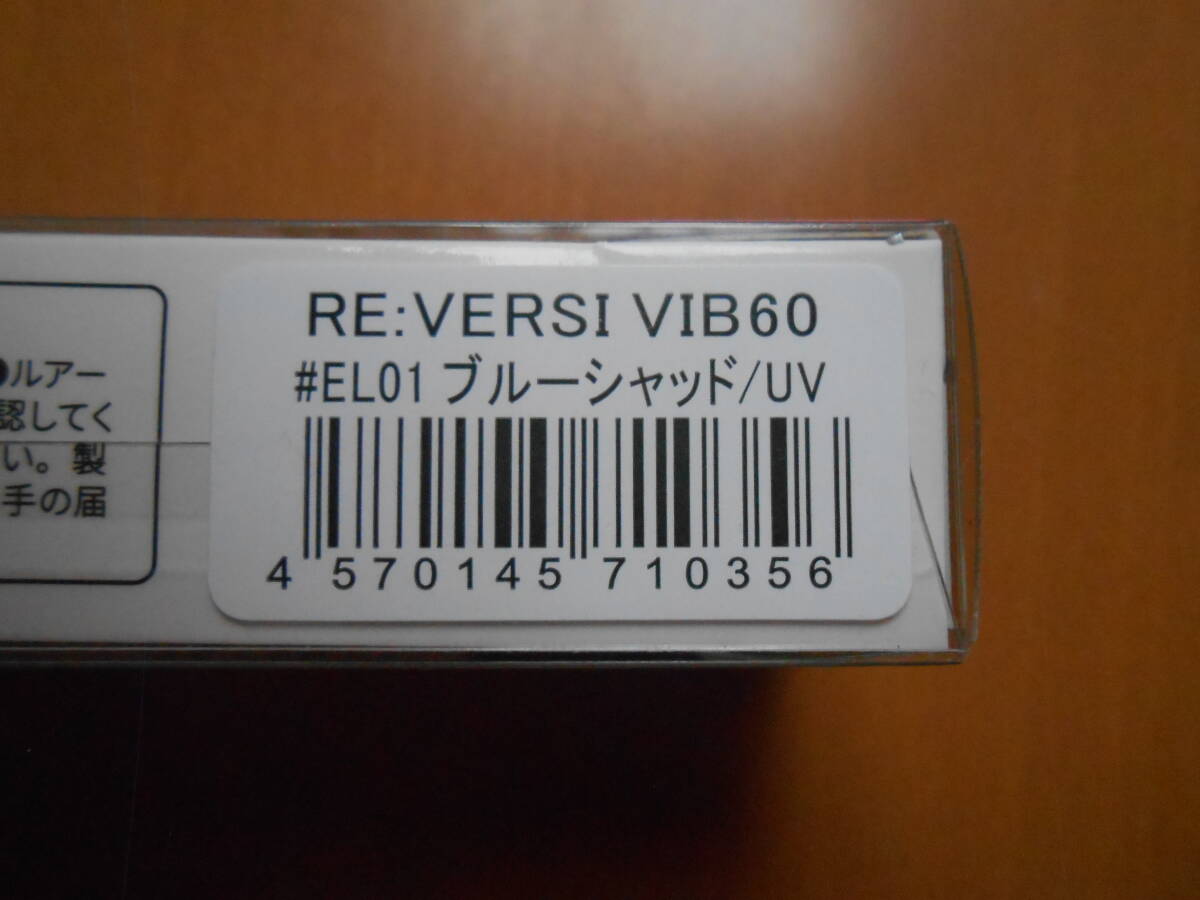 RE:VERSI VIB60
#EL01 ブルーシャッド/UV
4 570145 710356
ルアー
認してく
い。製
手の届